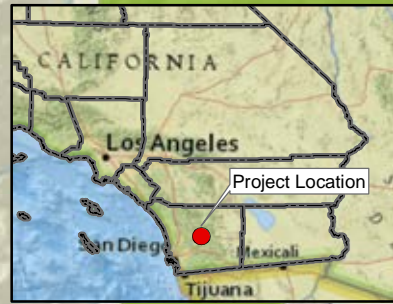 CALIFORNIA
Los Angeles
Project Location
San Diego
Mexicali
Tijuana